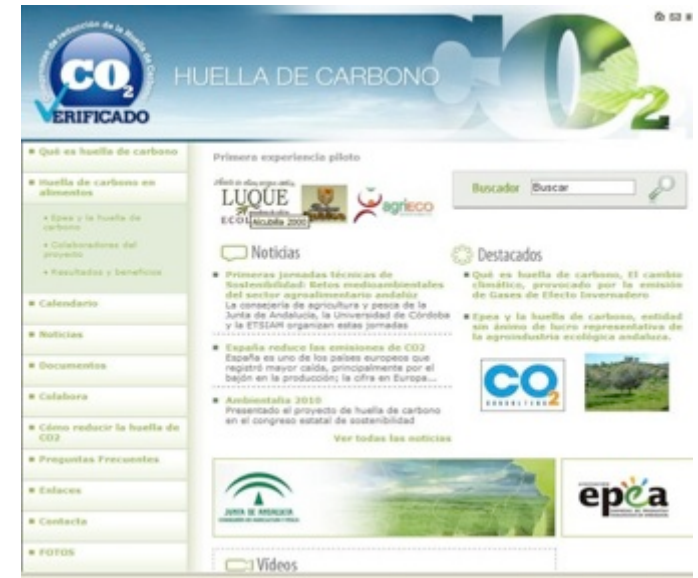 CO2
VERIFICADO
HUELLA DE CARBONO
CO2
Qué es huella de carbono
Huella de carbono en
alimentos
Epea y la huella de
carbono
Colaboradores del
proyecto
Resultados y beneficios
Calendario
Noticias
Documentos
Colabora
Cómo reducir la huella de
CO2
Preguntas Frecuentes
Enlaces
Contacta
FOTOS
Primera experiencia piloto
LUQUE
ECOL
Alcubilla 2000
agrieco
Buscador Buscar
Noticias
Primeras jornadas técnicas de
Sostenibilidad: Retos medioambientales
del sector agroalimentario andalúz
La consejería de agricultura y pesca de la
Junta de Andalucía, la Universidad de Córdoba
y la ETSIAM organizan estas jornadas
España reduce las emisiones de CO2
España es uno de los países europeos que
registró mayor caída, principalmente por el
bajón en la producción; la cifra en Europa...
Ambientalia 2010
Presentado el proyecto de huella de carbono
en el congreso estatal de sostenibilidad
Ver todas las noticias
Destacados
Qué es huella de carbono, El cambio
climático, provocado por la emisión
de Gases de Efecto Invernadero
Epea y la huella de carbono, entidad
sin ánimo de lucro representativa de
la agroindustria ecológica andaluza.
CO2
CONSULTING
JUNTA DE ANDALUCIA
CONSEJERÍA DE AGRICULTURA Y PESCA
epea
Vídeos